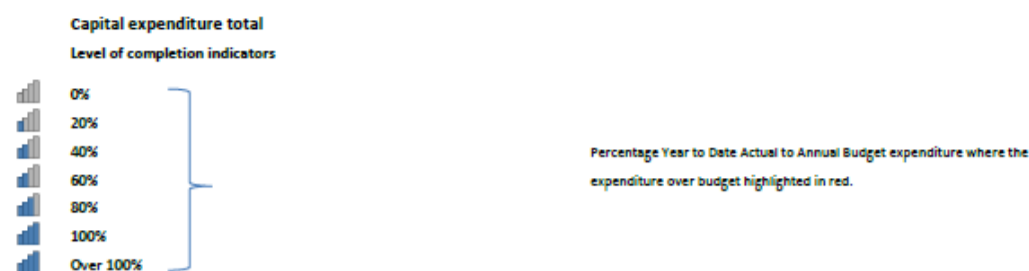 Capital expenditure total
Level of completion indicators
0%
20%
40%
60%
80%
100%
Over 100%
Percentage Year to Date Actual to Annual Budget expenditure where the
expenditure over budget highlighted in red.